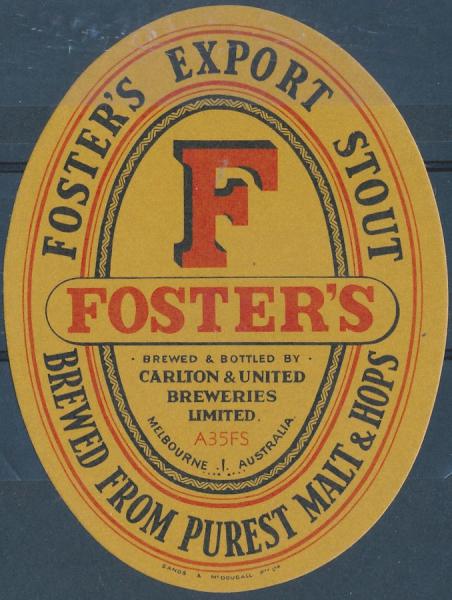 FOSTER'S EXPORT STOUT
F
FOSTER'S
· BREWED & BOTTLED BY ·
CARLTON & UNITED
BREWERIES
LIMITED.
A35FS
MELBOURNE . I . AUSTRALIA.
BREWED FROM PUREST MALT & HOPS
SANDS & McDOUGALL PTY LTD